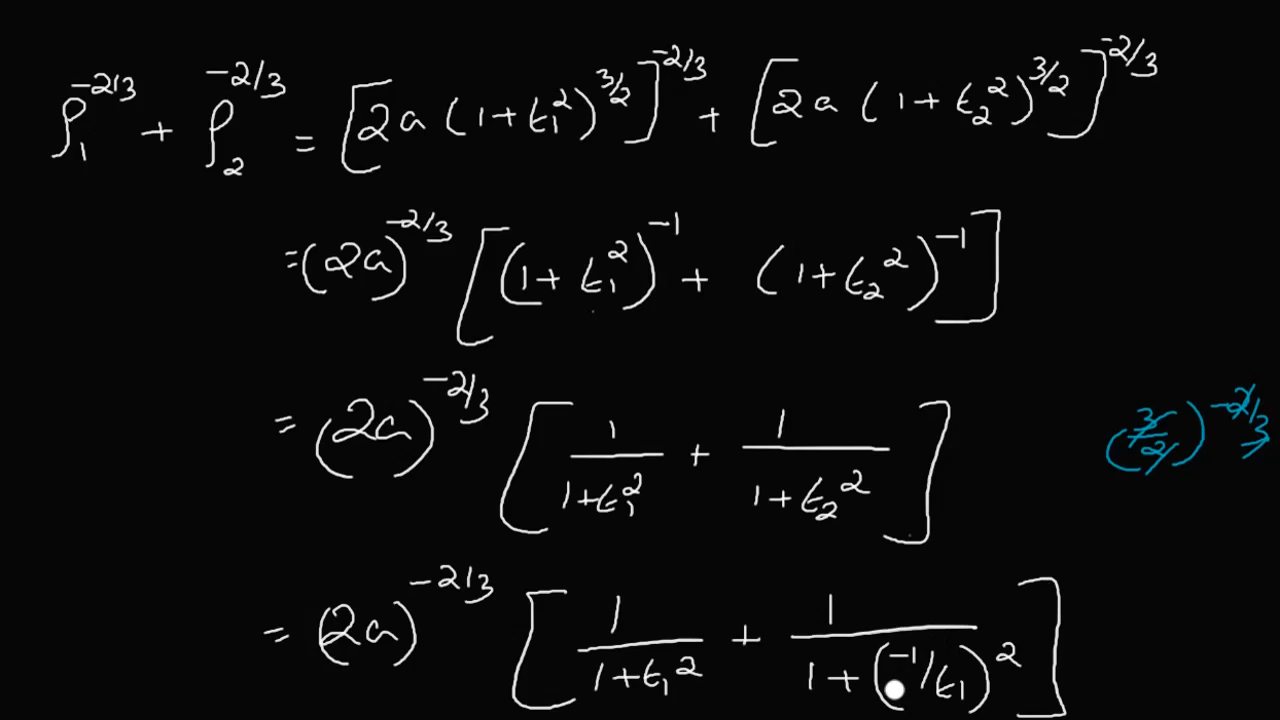 ρ₁^(-2/3) + ρ₂^(-2/3) = [2a (1+t₁²)^(3/2)]^(-2/3) + [2a (1+t₂²)^(3/2)]^(-2/3)
= (2a)^(-2/3) [(1+t₁²)^(-1) + (1+t₂²)^(-1)]
= (2a)^(-2/3) [1/(1+t₁²) + 1/(1+t₂²)] (3/2)^(-2/3)
= (2a)^(-2/3) [1/(1+t₁²) + 1/(1+(-1/t₁)²)]